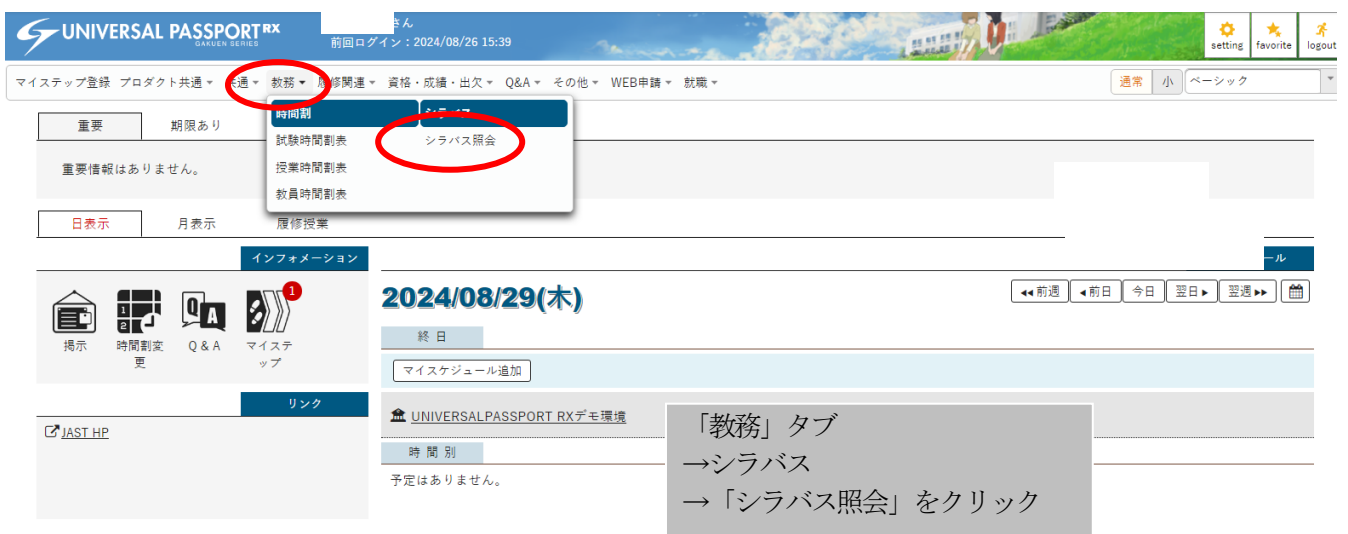 UNIVERSAL PASSPORT RX
GAKUEN SERIES
さん
前回ログイン：2024/08/26 15:39
setting
favorite
logout
マイステップ登録 プロダクト共通 共通 教務 履修関連 資格・成績・出欠 Q&A その他 WEB申請 就職
通常 小 ベーシック
時間割 シラバス
試験時間割表 シラバス照会
授業時間割表
教員時間割表
重要 期限あり
重要情報はありません。
日表示 月表示 履修授業
インフォメーション
ール
1
1
2
Q A
掲示 時間割変更 Q & A マイステップ
2024/08/29(木)
前週 前日 今日 翌日 翌週
終日
マイスケジュール追加
リンク
JAST HP
UNIVERSALPASSPORT RXデモ環境
時間別
予定はありません。
「教務」タブ
→シラバス
→「シラバス照会」をクリック